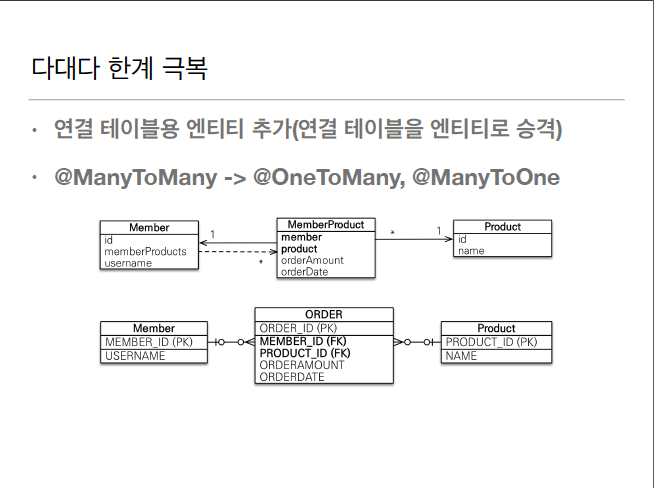 다대다 한계 극복
• 연결 테이블용 엔티티 추가(연결 테이블을 엔티티로 승격)
• @ManyToMany -> @OneToMany, @ManyToOne
Member
id
memberProducts
username
1
*
MemberProduct
member
product
orderAmount
orderDate
*
1
Product
id
name
Member
MEMBER_ID (PK)
USERNAME
ORDER
ORDER_ID (PK)
MEMBER_ID (FK)
PRODUCT_ID (FK)
ORDERAMOUNT
ORDERDATE
Product
PRODUCT_ID (PK)
NAME